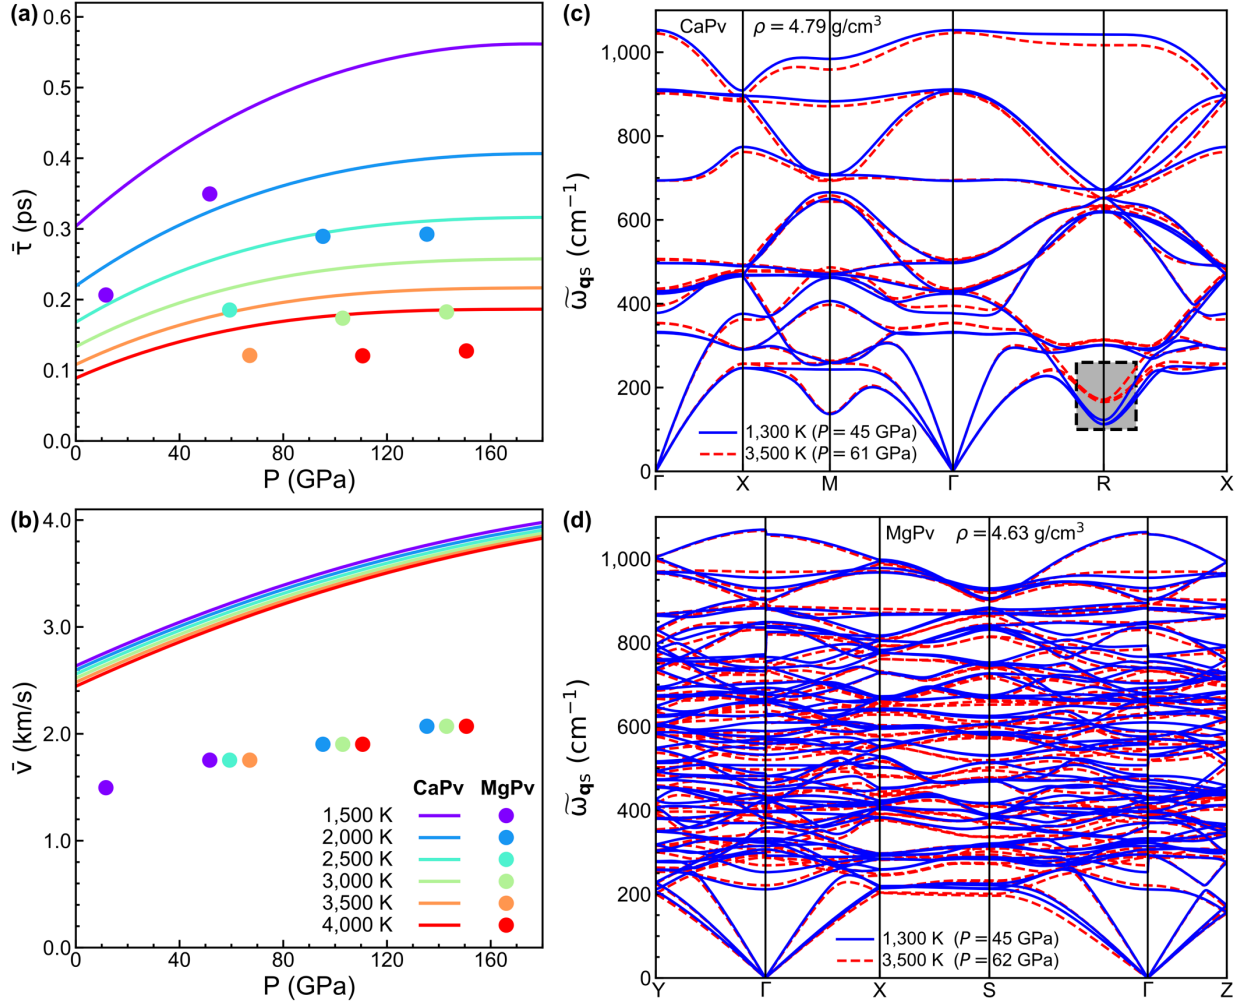 (a)
0.6
0.5
0.4
0.3
0.2
0.1
0.0
τ̄ (ps)
0 40 80 120 160
P (GPa)
(b)
4.0
3.0
2.0
1.0
0.0
v̄ (km/s)
CaPv MgPv
1,500 K
2,000 K
2,500 K
3,000 K
3,500 K
4,000 K
0 40 80 120 160
P (GPa)
(c)
CaPv ρ = 4.79 g/cm³
1,000
800
600
400
200
0
ω̃qs (cm⁻¹)
1,300 K (P = 45 GPa)
3,500 K (P = 61 GPa)
Γ X M Γ R X
(d)
MgPv ρ = 4.63 g/cm³
1,000
800
600
400
200
0
ω̃qs (cm⁻¹)
1,300 K (P = 45 GPa)
3,500 K (P = 62 GPa)
Y Γ X S Γ Z